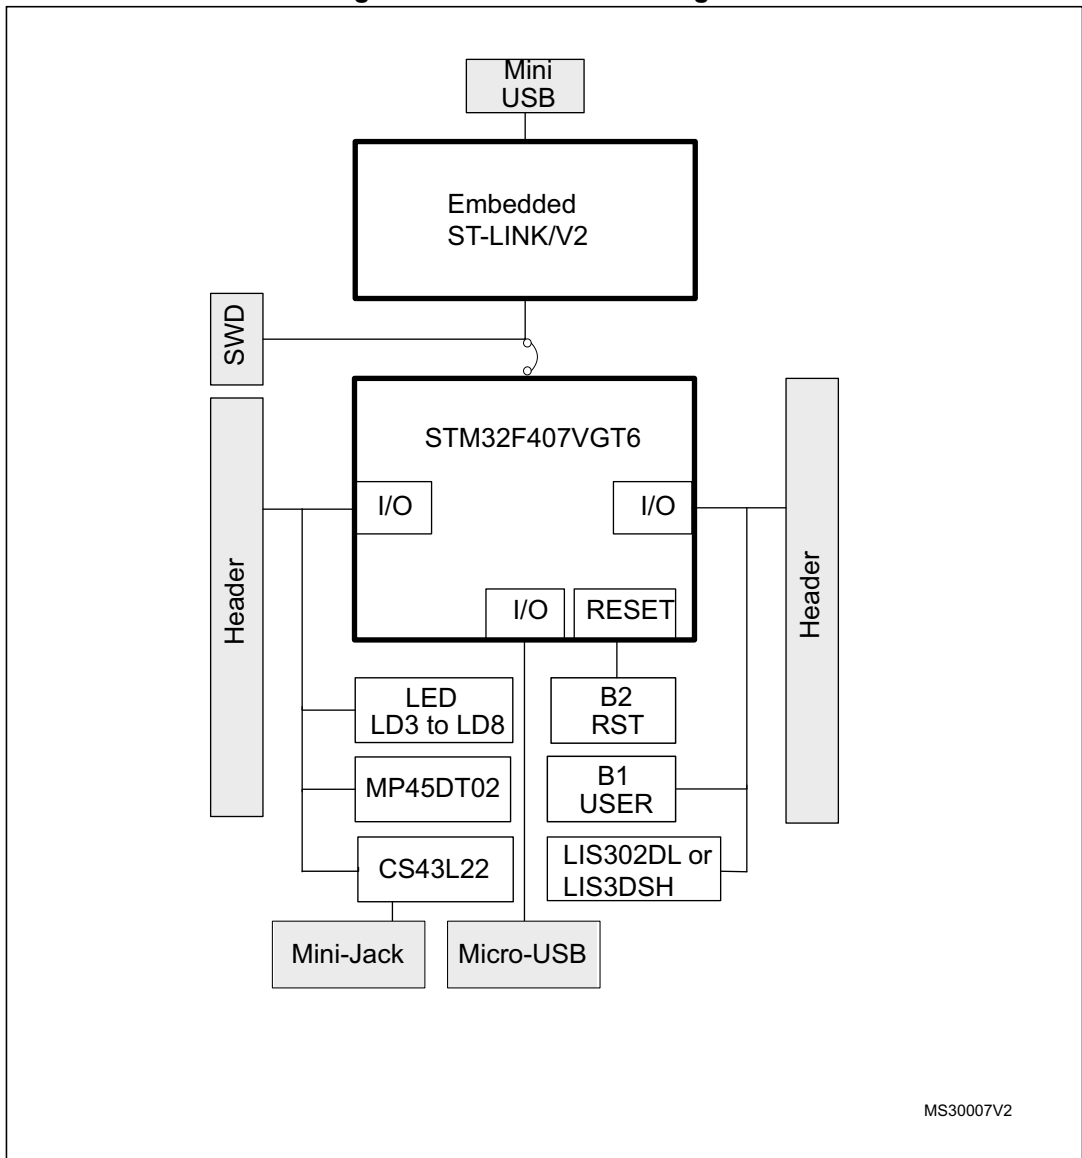 Mini
USB
Embedded
ST-LINK/V2
SWD
STM32F407VGT6
I/O
I/O
Header
Header
I/O
RESET
LED
LD3 to LD8
B2
RST
MP45DT02
B1
USER
CS43L22
LIS302DL or
LIS3DSH
Mini-Jack
Micro-USB
MS30007V2